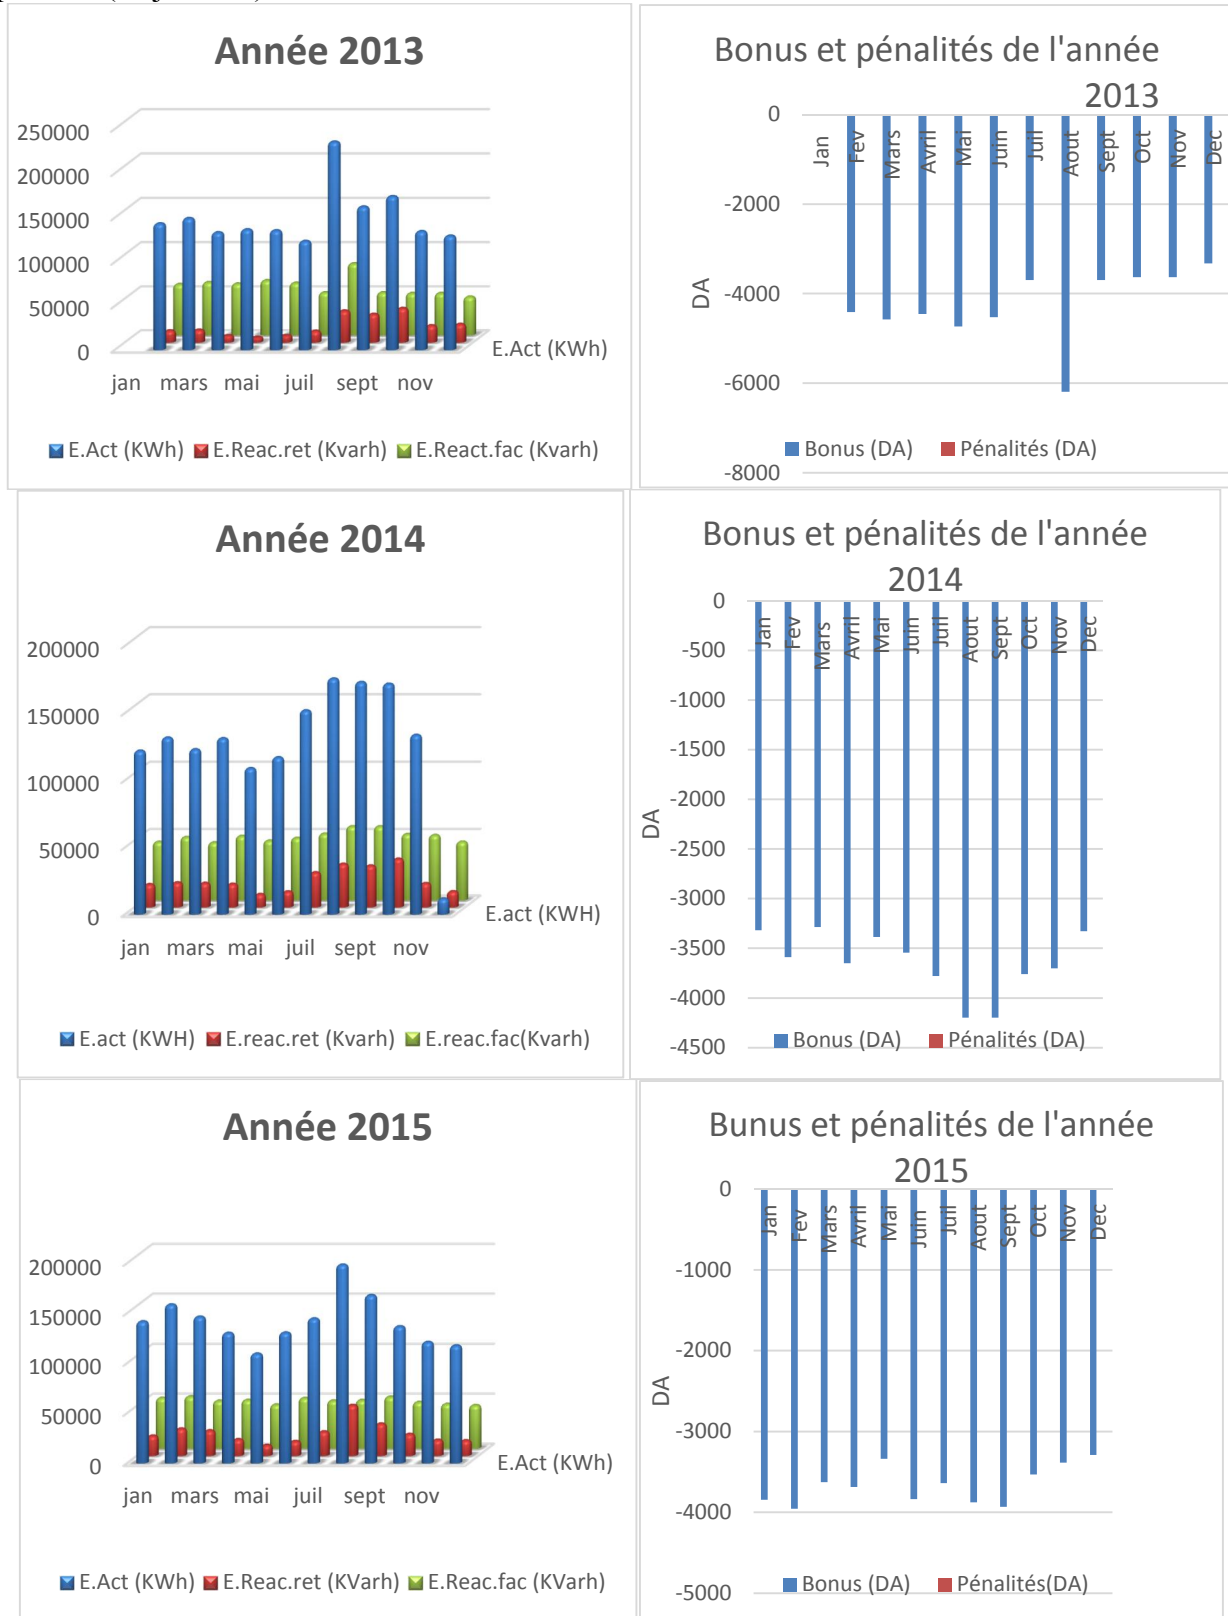 Année 2013
250000
200000
150000
100000
50000
0
E.Act (KWh)
jan mars mai juil sept nov
E.Act (KWh) E.Reac.ret (Kvarh) E.React.fac (Kvarh)
Bonus et pénalités de l'année
2013
0
-2000
-4000
-6000
-8000
DA
Jan Fev Mars Avril Mai Juin Juil Aout Sept Oct Nov Dec
Bonus (DA) Pénalités (DA)
Année 2014
200000
150000
100000
50000
0
E.act (KWH)
jan mars mai juil sept nov
E.act (KWH) E.reac.ret (Kvarh) E.reac.fac(Kvarh)
Bonus et pénalités de l'année
2014
0
-500
-1000
-1500
-2000
-2500
-3000
-3500
-4000
-4500
DA
Jan Fev Mars Avril Mai Juin Juil Aout Sept Oct Nov Dec
Bonus (DA) Pénalités (DA)
Année 2015
200000
150000
100000
50000
0
E.Act (KWh)
jan mars mai juil sept nov
E.Act (KWh) E.Reac.ret (KVarh) E.Reac.fac (KVarh)
Bunus et pénalités de l'année
2015
0
-1000
-2000
-3000
-4000
-5000
DA
Jan Fev Mars Avril Mai Juin Juil Aout Sept Oct Nov Dec
Bonus (DA) Pénalités(DA)